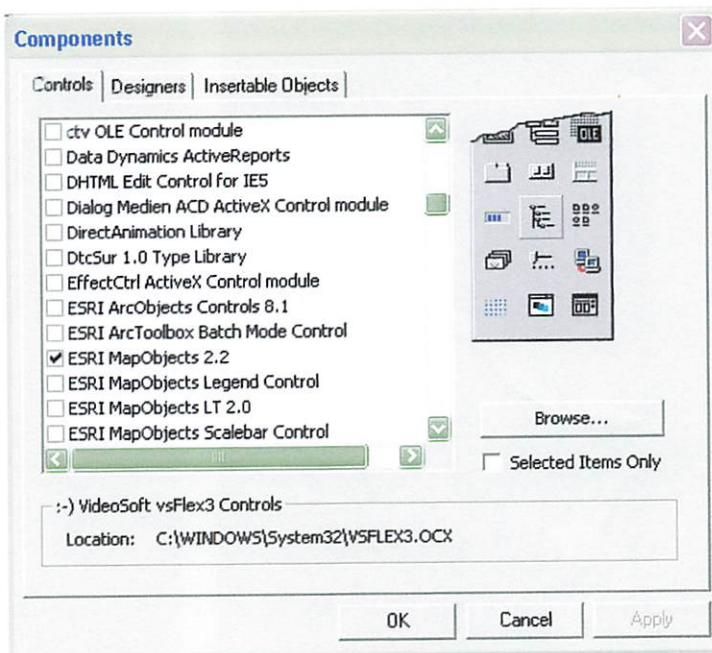 Components
Controls
Designers
Insertable Objects
ctv OLE Control module
Data Dynamics ActiveReports
DHTML Edit Control for IE5
Dialog Medien ACD ActiveX Control module
DirectAnimation Library
DtcSur 1.0 Type Library
EffectCtrl ActiveX Control module
ESRI ArcObjects Controls 8.1
ESRI ArcToolbox Batch Mode Control
ESRI MapObjects 2.2
ESRI MapObjects Legend Control
ESRI MapObjects LT 2.0
ESRI MapObjects Scalebar Control
OLE
Browse...
Selected Items Only
:-) VideoSoft vsFlex3 Controls
Location: C:\WINDOWS\System32\VSFLEX3.OCX
OK
Cancel
Apply